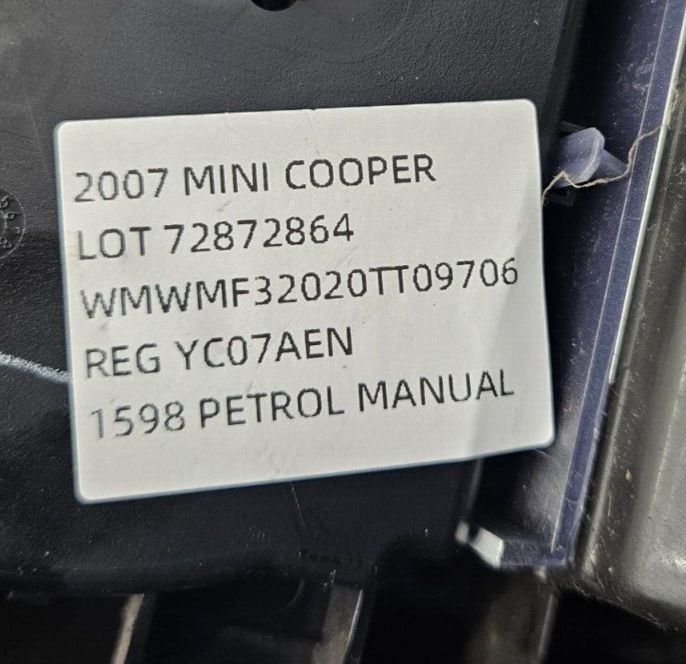 2007 MINI COOPER
LOT 72872864
WMWMF32020TT09706
REG YC07AEN
1598 PETROL MANUAL